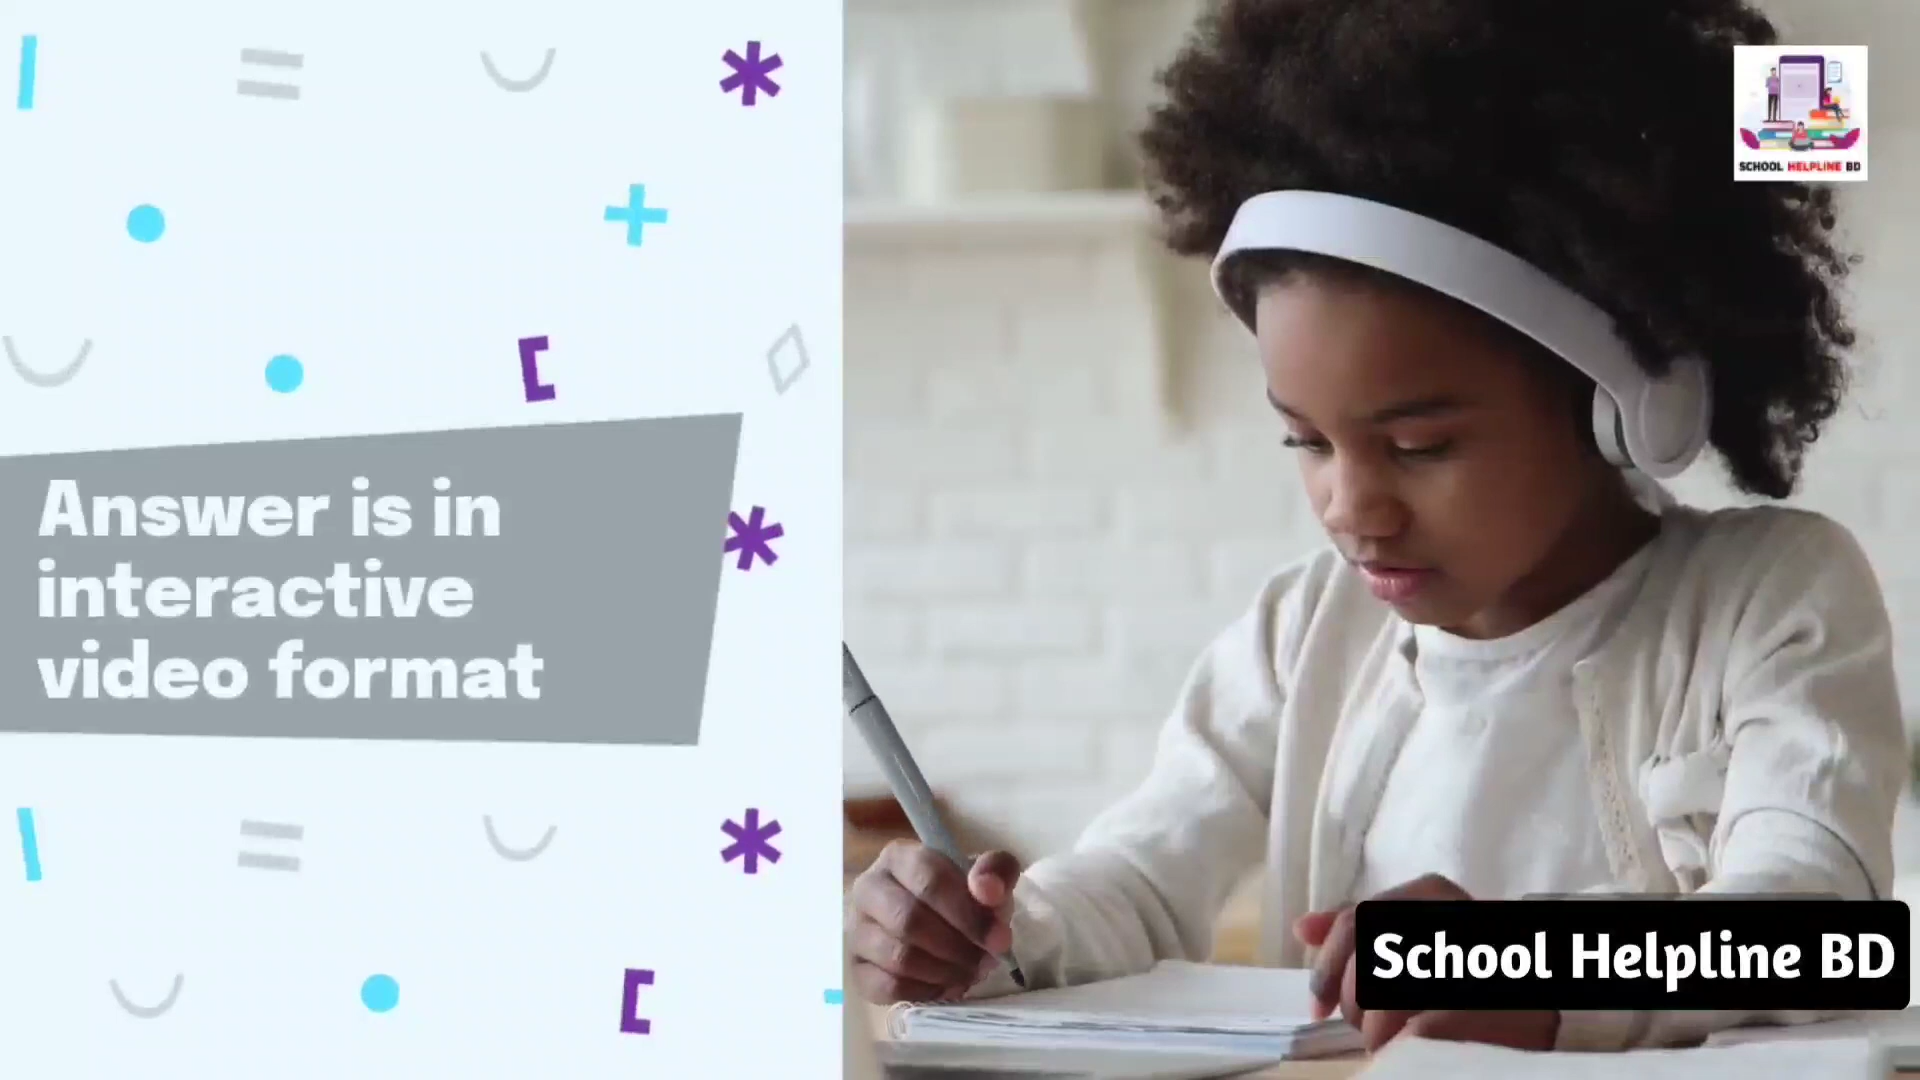 SCHOOL HELPLINE BD
Answer is in
interactive
video format
School Helpline BD